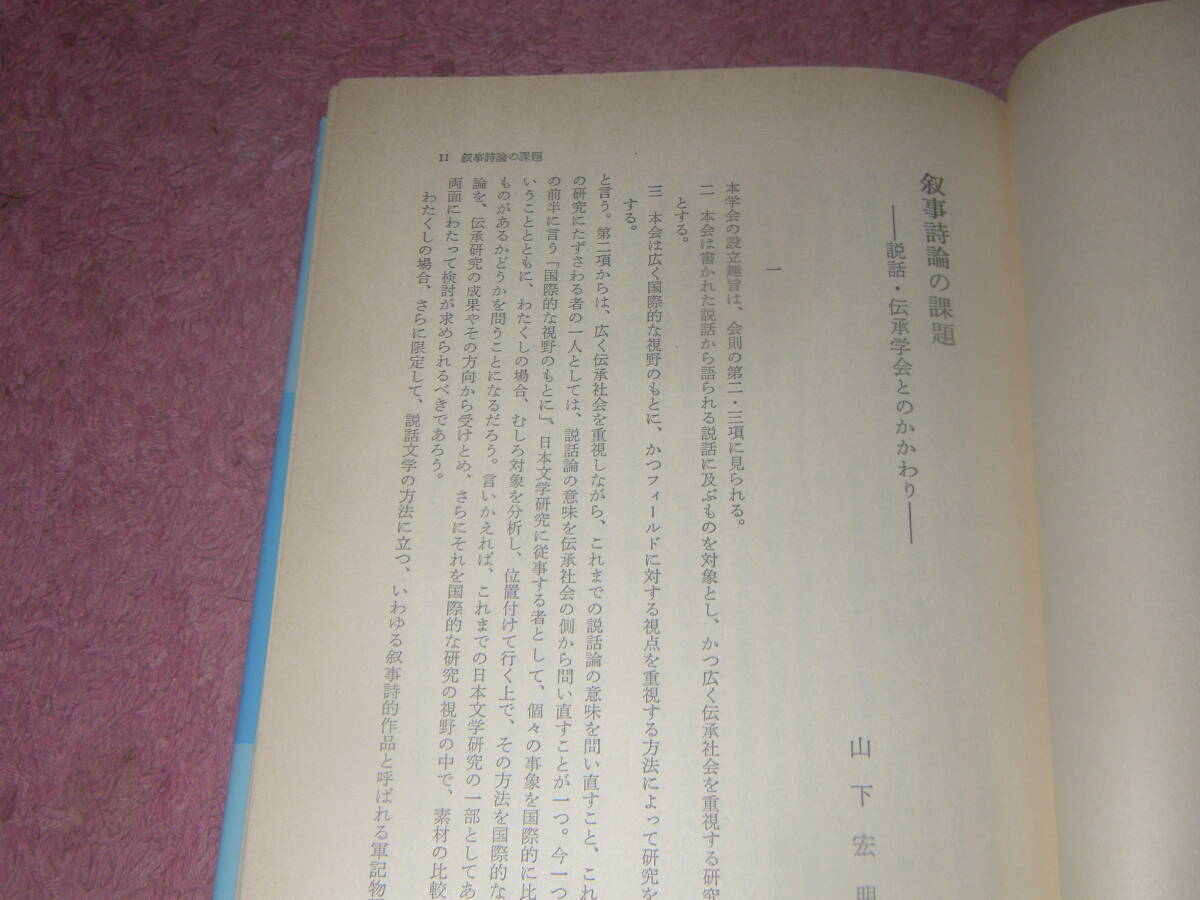 叙事詩論の課題
――説話・伝承学会とのかかわり――
山下宏明
一
本学会の設立趣旨は、会則の第二・三項に見られる。
二 本会は書かれた説話から語られる説話に及ぶものを対象とし、かつ広く伝承社会を重視する研究
とする。
三 本会は広く国際的な視野のもとに、かつフィールドに対する視点を重視する方法によって研究を
する。
と言う。第二項からは、広く伝承社会を重視しながら、これまでの説話論の意味を問い直すこと、これ
の研究にたずさわる者の一人としては、説話論の意味を伝承社会の側から問い直すことが一つ。今一つ
の前半に言う「国際的な視野のもとに」、日本文学研究に従事する者として、個々の事象を国際的に比
いうことともに、わたくしの場合、むしろ対象を分析し、位置付けて行く上で、その方法を国際的な
ものがあるかどうかを問うことになるだろう。言いかえれば、これまでの日本文学研究の一部としてあ
論を、伝承研究の成果やその方向から受けとめ、さらにそれを国際的な研究の視野の中で、素材の比較
両面にわたって検討が求められるべきであろう。
わたくしの場合、さらに限定して、説話文学の方法に立つ、いわゆる叙事詩的作品と呼ばれる軍記物
11 叙事詩論の課題